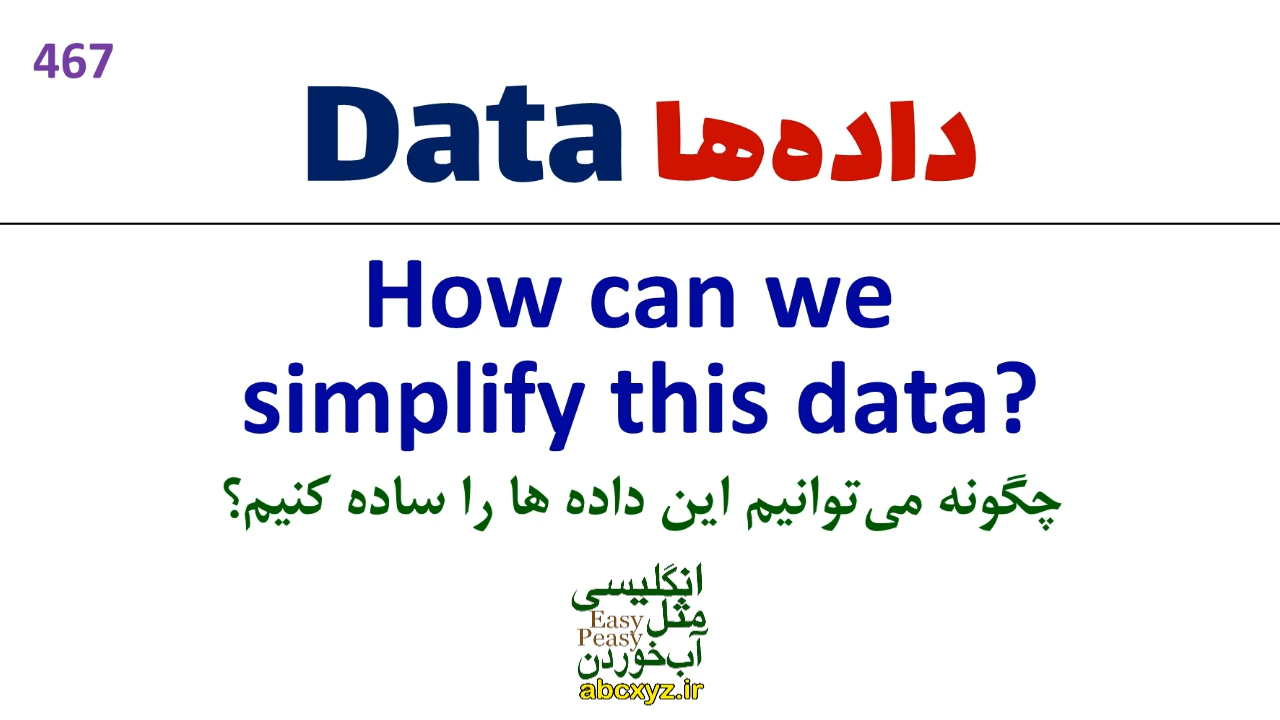 467
Data داده‌ها
How can we
simplify this data?
چگونه می‌توانیم این داده ها را ساده کنیم؟
انگلیسی
مثل
Easy
Peasy
آب‌خوردن
abcxyz.ir